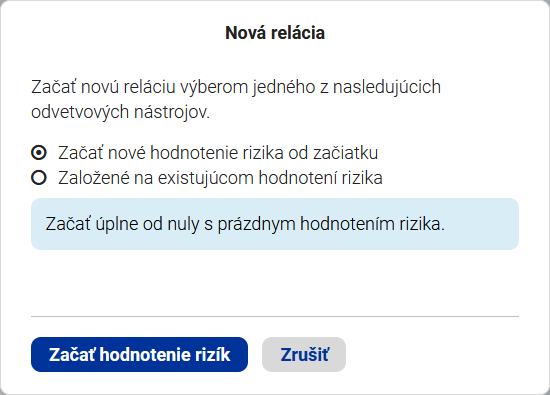 Nová relácia
Začať novú reláciu výberom jedného z nasledujúcich
odvetvových nástrojov.
Začať nové hodnotenie rizika od začiatku
Založené na existujúcom hodnotení rizika
Začať úplne od nuly s prázdnym hodnotením rizika.
Začať hodnotenie rizík
Zrušiť